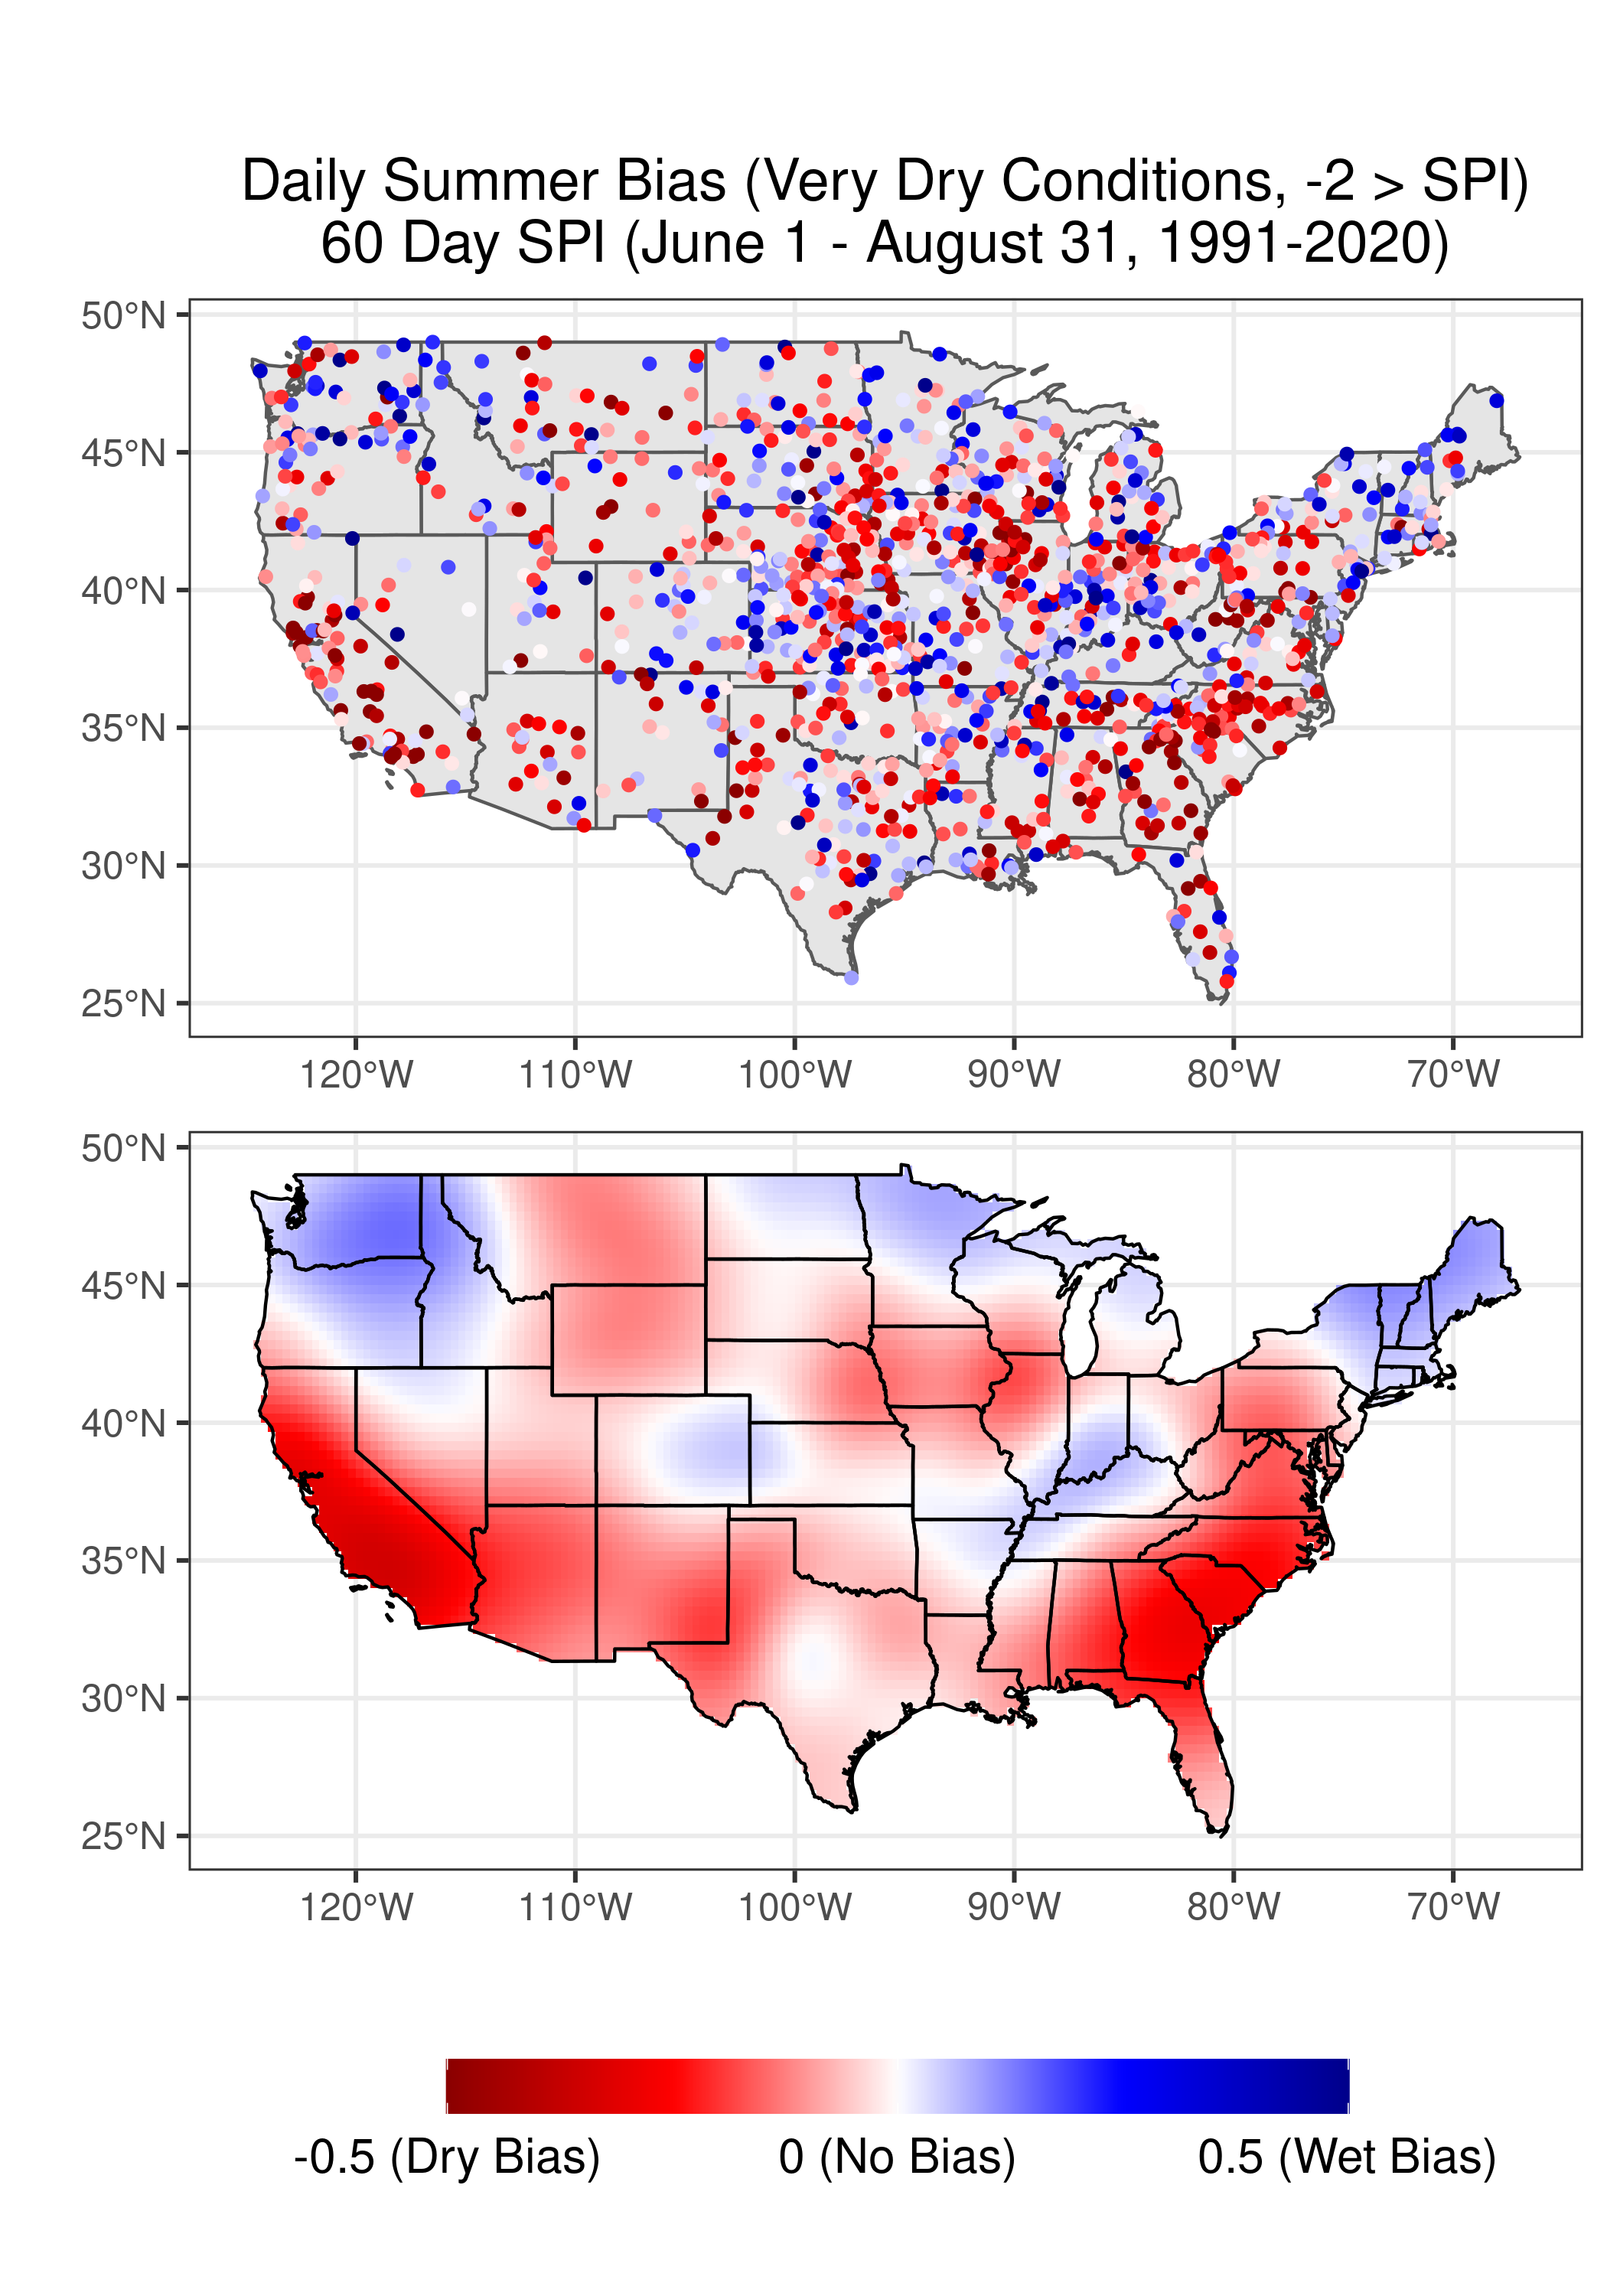 Daily Summer Bias (Very Dry Conditions, -2 > SPI)
60 Day SPI (June 1 - August 31, 1991-2020)
50°N
45°N
40°N
35°N
30°N
25°N
120°W 110°W 100°W 90°W 80°W 70°W
50°N
45°N
40°N
35°N
30°N
25°N
120°W 110°W 100°W 90°W 80°W 70°W
-0.5 (Dry Bias) 0 (No Bias) 0.5 (Wet Bias)